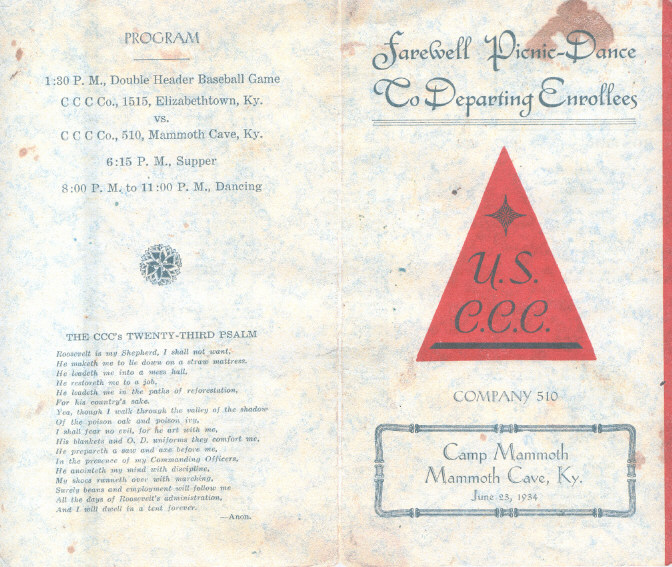 PROGRAM
1:30 P. M., Double Header Baseball Game
C C C Co., 1515, Elizabethtown, Ky.
vs.
C C C Co., 510, Mammoth Cave, Ky.
6:15 P. M., Supper
8:00 P. M. to 11:00 P. M., Dancing
THE CCC's TWENTY-THIRD PSALM
Roosevelt is my Shepherd, I shall not want.
He maketh me to lie down on a straw mattress.
He leadeth me into a mess hall,
He restoreth me to a job,
He leadeth me in the paths of reforestation,
For his country's sake.
Yea, though I walk through the valley of the shadow
Of the poison oak and poison ivy,
I shall fear no evil, for he art with me,
His blankets and O. D. uniforms they comfort me,
He prepareth a saw and axe before me,
In the presence of my Commanding Officers,
He anointeth my mind with discipline,
My shoes runneth over with marching,
Surely beans and employment will follow me
All the days of Roosevelt's administration,
And I will dwell in a tent forever.
—Anon.
Farewell Picnic-Dance
To Departing Enrollees
U.S.
C.C.C.
COMPANY 510
Camp Mammoth
Mammoth Cave, Ky.
June 23, 1934